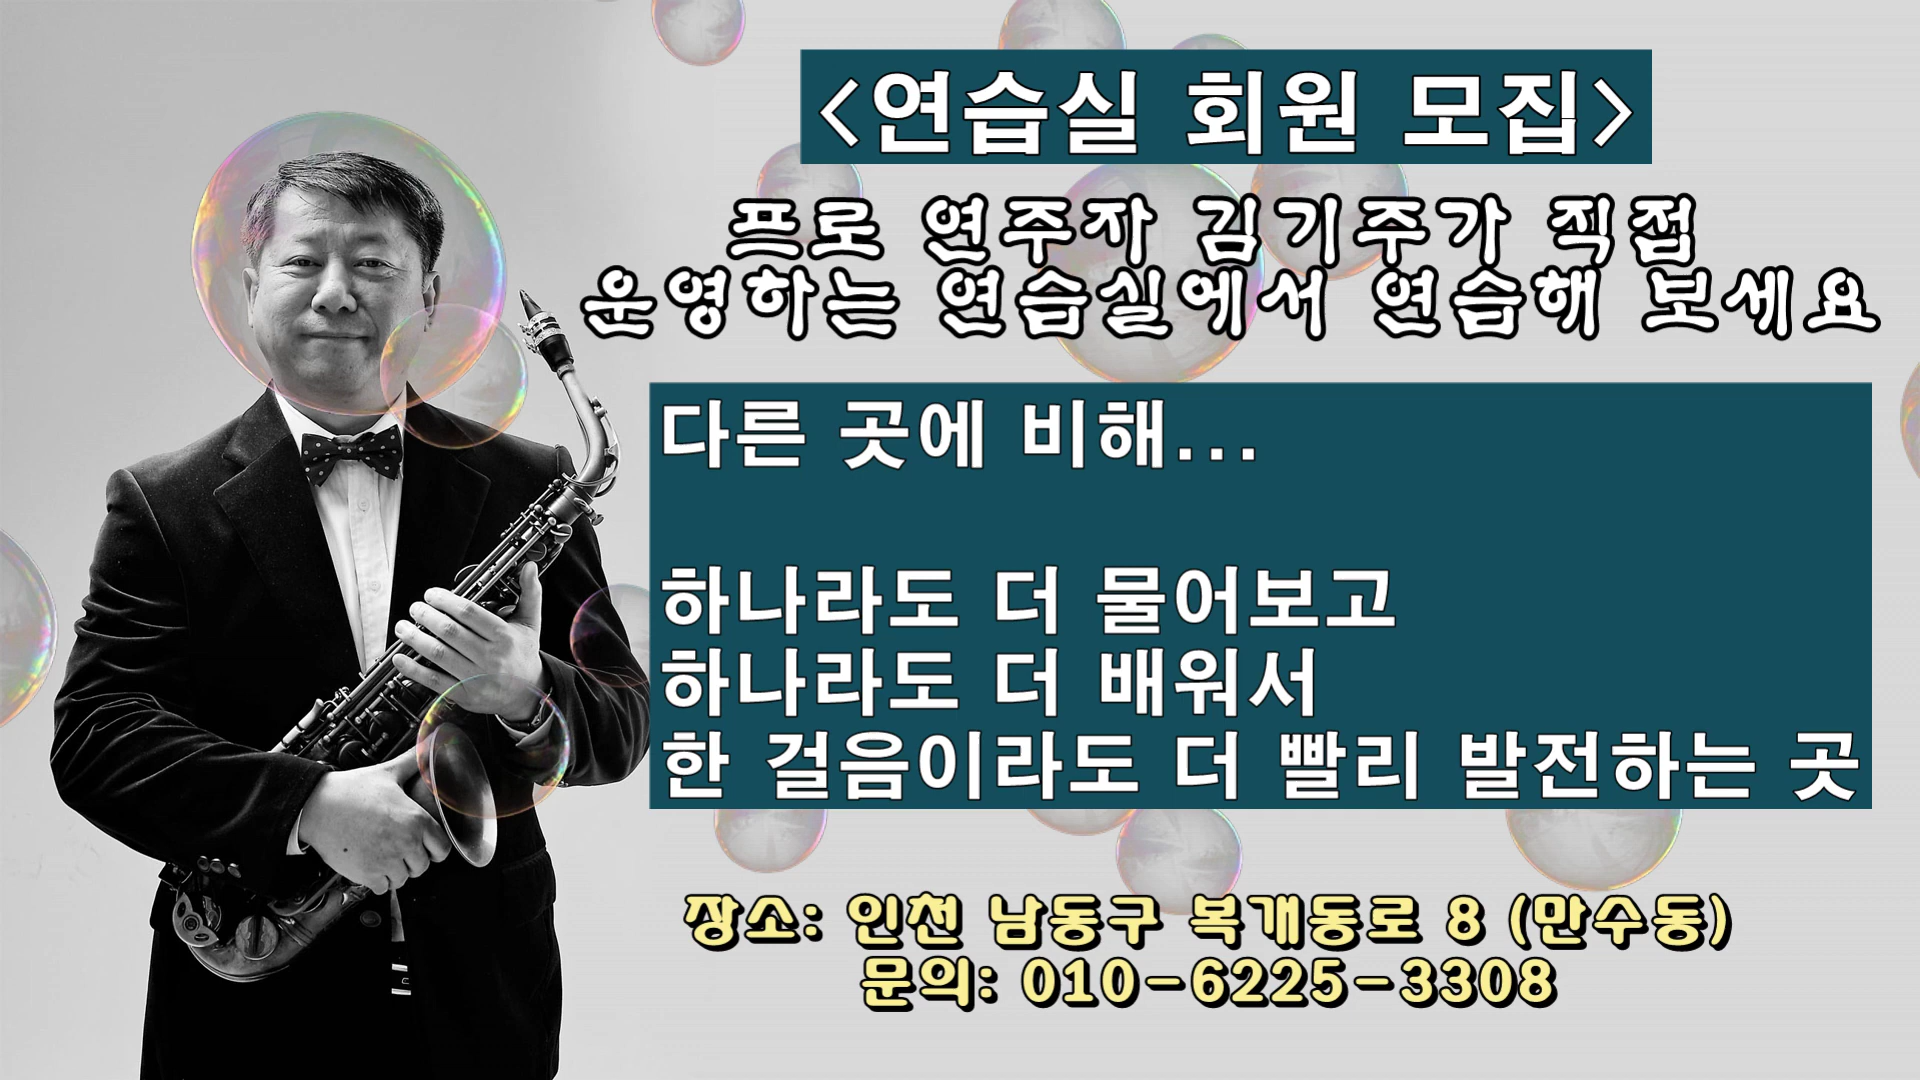 <연습실 회원 모집>
프로 연주자 김기주가 직접
운영하는 연습실에서 연습해 보세요
다른 곳에 비해...
하나라도 더 물어보고
하나라도 더 배워서
한 걸음이라도 더 빨리 발전하는 곳
장소: 인천 남동구 복개동로 8 (만수동)
문의: 010-6225-3308